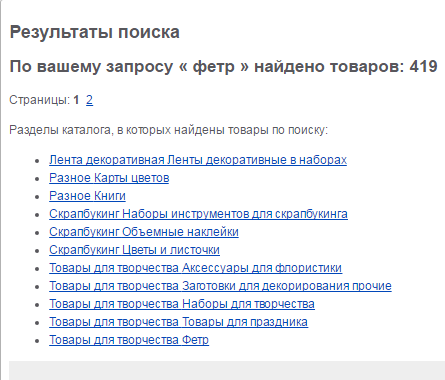 Результаты поиска
По вашему запросу « фетр » найдено товаров: 419
Страницы: 1 2
Разделы каталога, в которых найдены товары по поиску:
Лента декоративная Ленты декоративные в наборах
Разное Карты цветов
Разное Книги
Скрапбукинг Наборы инструментов для скрапбукинга
Скрапбукинг Объемные наклейки
Скрапбукинг Цветы и листочки
Товары для творчества Аксессуары для флористики
Товары для творчества Заготовки для декорирования прочие
Товары для творчества Наборы для творчества
Товары для творчества Товары для праздника
Товары для творчества Фетр